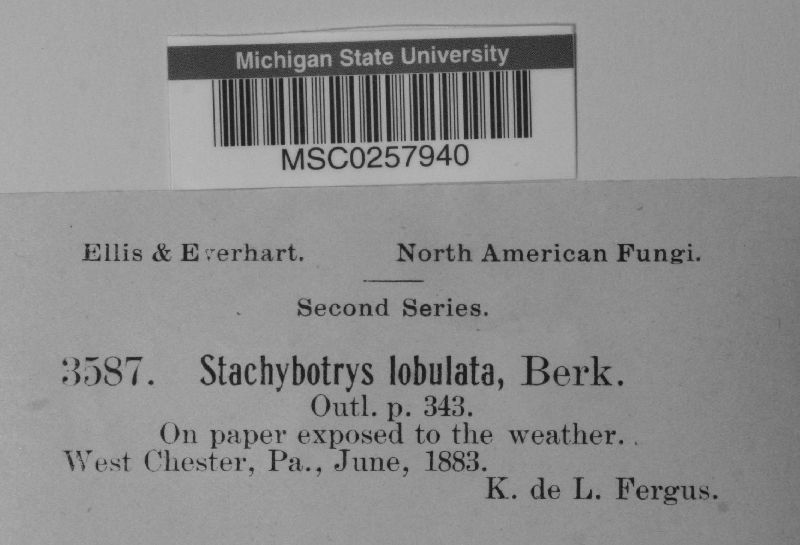 Michigan State University
MSC0257940
Ellis & Everhart. North American Fungi.
Second Series.
3587. Stachybotrys lobulata, Berk.
Outl. p. 343.
On paper exposed to the weather.
West Chester, Pa., June, 1883.
K. de L. Fergus.